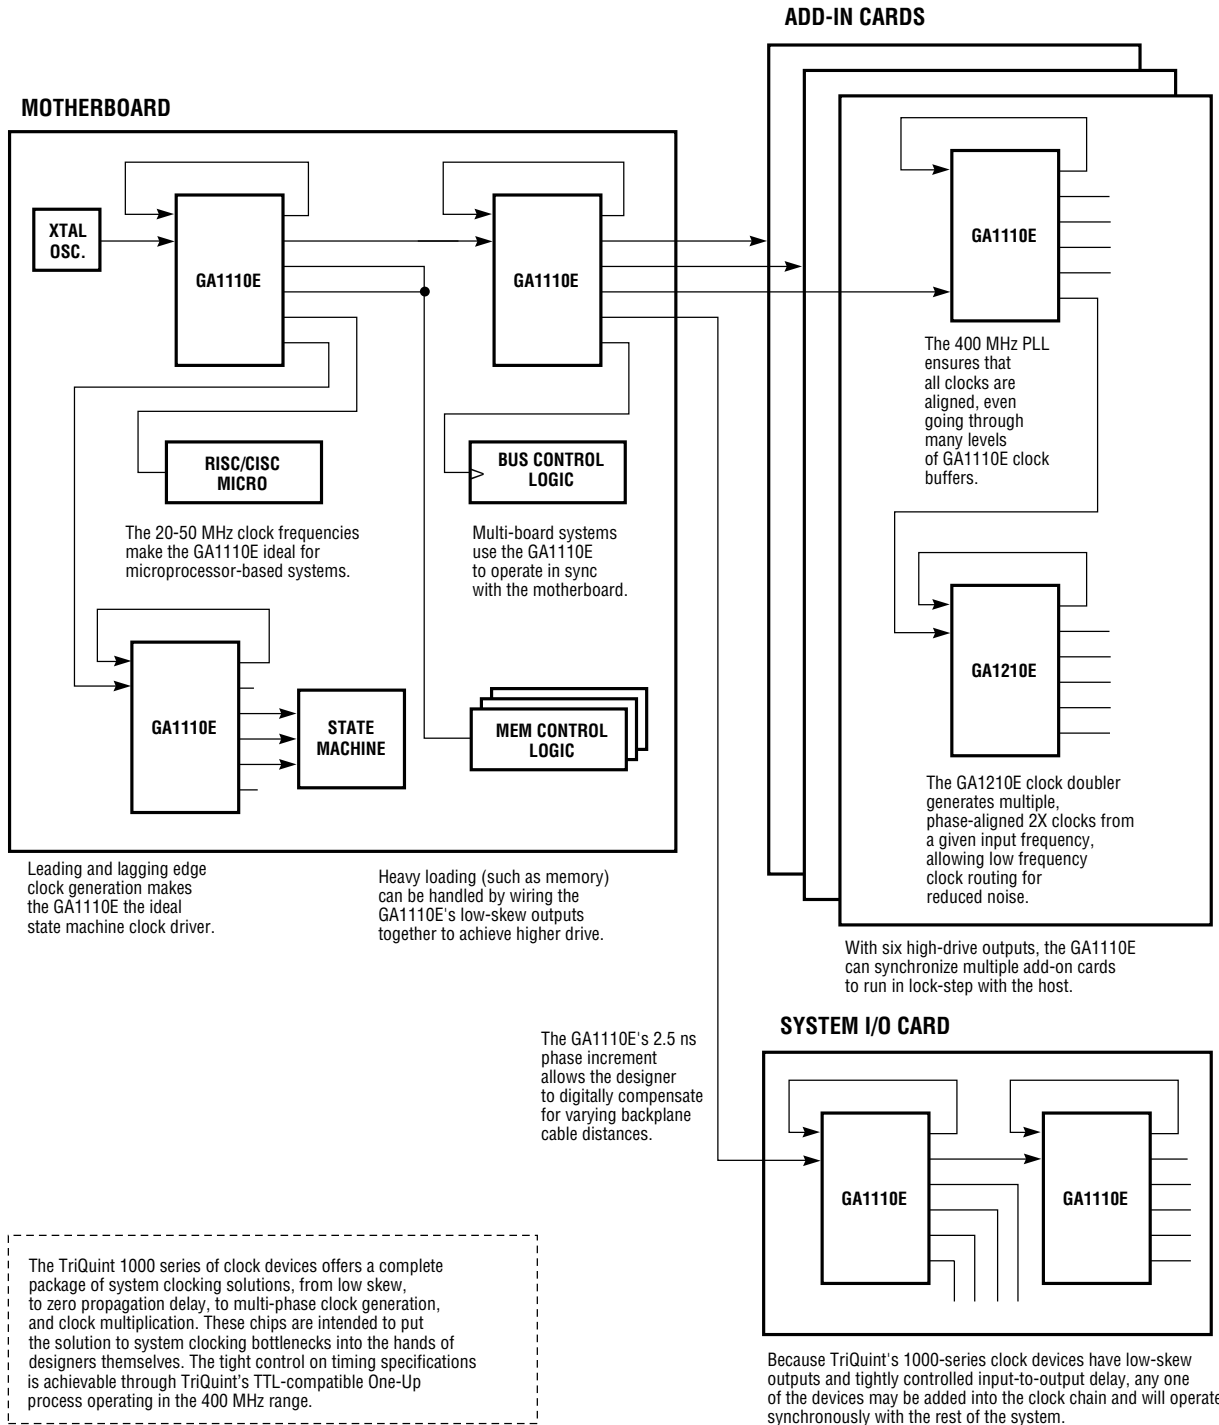 ADD-IN CARDS
MOTHERBOARD
XTAL
OSC.
GA1110E
GA1110E
GA1110E
The 400 MHz PLL
ensures that
all clocks are
aligned, even
going through
many levels
of GA1110E clock
buffers.
RISC/CISC
MICRO
BUS CONTROL
LOGIC
The 20-50 MHz clock frequencies
make the GA1110E ideal for
microprocessor-based systems.
Multi-board systems
use the GA1110E
to operate in sync
with the motherboard.
GA1110E
STATE
MACHINE
MEM CONTROL
LOGIC
GA1210E
The GA1210E clock doubler
generates multiple,
phase-aligned 2X clocks from
a given input frequency,
allowing low frequency
clock routing for
reduced noise.
Leading and lagging edge
clock generation makes
the GA1110E the ideal
state machine clock driver.
Heavy loading (such as memory)
can be handled by wiring the
GA1110E's low-skew outputs
together to achieve higher drive.
With six high-drive outputs, the GA1110E
can synchronize multiple add-on cards
to run in lock-step with the host.
SYSTEM I/O CARD
The GA1110E's 2.5 ns
phase increment
allows the designer
to digitally compensate
for varying backplane
cable distances.
GA1110E
GA1110E
The TriQuint 1000 series of clock devices offers a complete
package of system clocking solutions, from low skew,
to zero propagation delay, to multi-phase clock generation,
and clock multiplication. These chips are intended to put
the solution to system clocking bottlenecks into the hands of
designers themselves. The tight control on timing specifications
is achievable through TriQuint’s TTL-compatible One-Up
process operating in the 400 MHz range.
Because TriQuint's 1000-series clock devices have low-skew
outputs and tightly controlled input-to-output delay, any one
of the devices may be added into the clock chain and will operate
synchronously with the rest of the system.